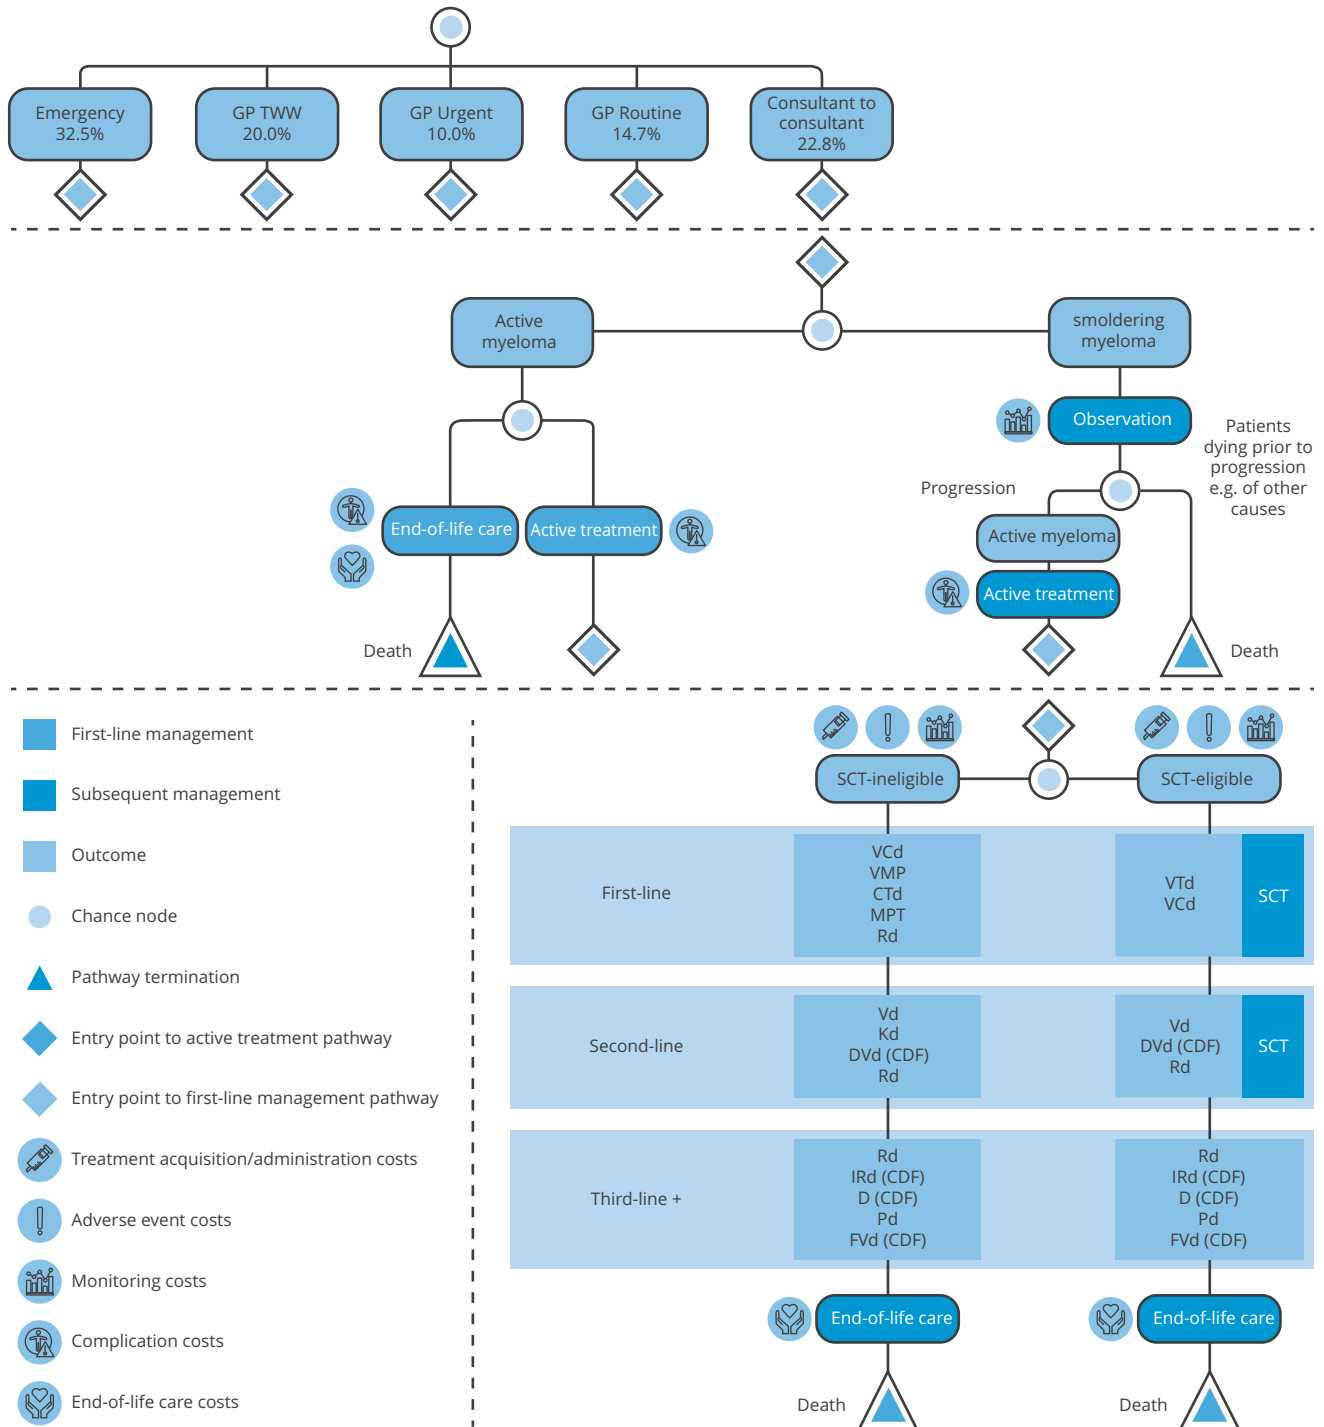 Emergency
32.5%
GP TWW
20.0%
GP Urgent
10.0%
GP Routine
14.7%
Consultant to
consultant
22.8%
Active
myeloma
smoldering
myeloma
Observation
Patients
dying prior to
progression
e.g. of other
causes
Progression
End-of-life care
Active treatment
Active myeloma
Active treatment
Death
Death
First-line management
Subsequent management
Outcome
Chance node
Pathway termination
Entry point to active treatment pathway
Entry point to first-line management pathway
Treatment acquisition/administration costs
Adverse event costs
Monitoring costs
Complication costs
End-of-life care costs
SCT-ineligible
SCT-eligible
First-line
VCd
VMP
CTd
MPT
Rd
VTd
VCd
SCT
Second-line
Vd
Kd
DVd (CDF)
Rd
Vd
DVd (CDF)
Rd
SCT
Third-line +
Rd
IRd (CDF)
D (CDF)
Pd
FVd (CDF)
Rd
IRd (CDF)
D (CDF)
Pd
FVd (CDF)
End-of-life care
End-of-life care
Death
Death